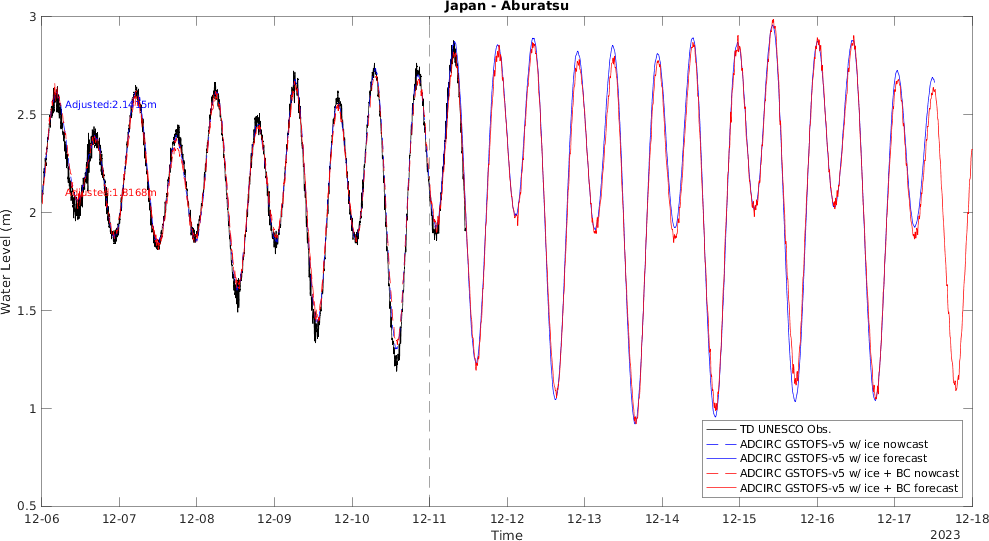 Japan - Aburatsu
3
2.5
2
1.5
1
0.5
Water Level (m)
Adjusted:2.1415m
Adjusted:1.8168m
TD UNESCO Obs.
ADCIRC GSTOFS-v5 w/ ice nowcast
ADCIRC GSTOFS-v5 w/ ice forecast
ADCIRC GSTOFS-v5 w/ ice + BC nowcast
ADCIRC GSTOFS-v5 w/ ice + BC forecast
12-06 12-07 12-08 12-09 12-10 12-11 12-12 12-13 12-14 12-15 12-16 12-17 12-18
Time
2023